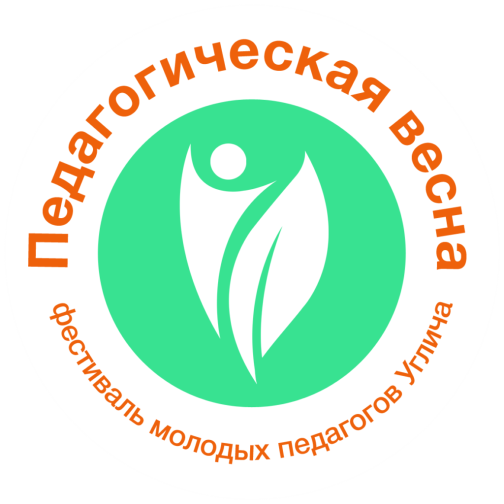 Педагогическая весна
фестиваль молодых педагогов Углича